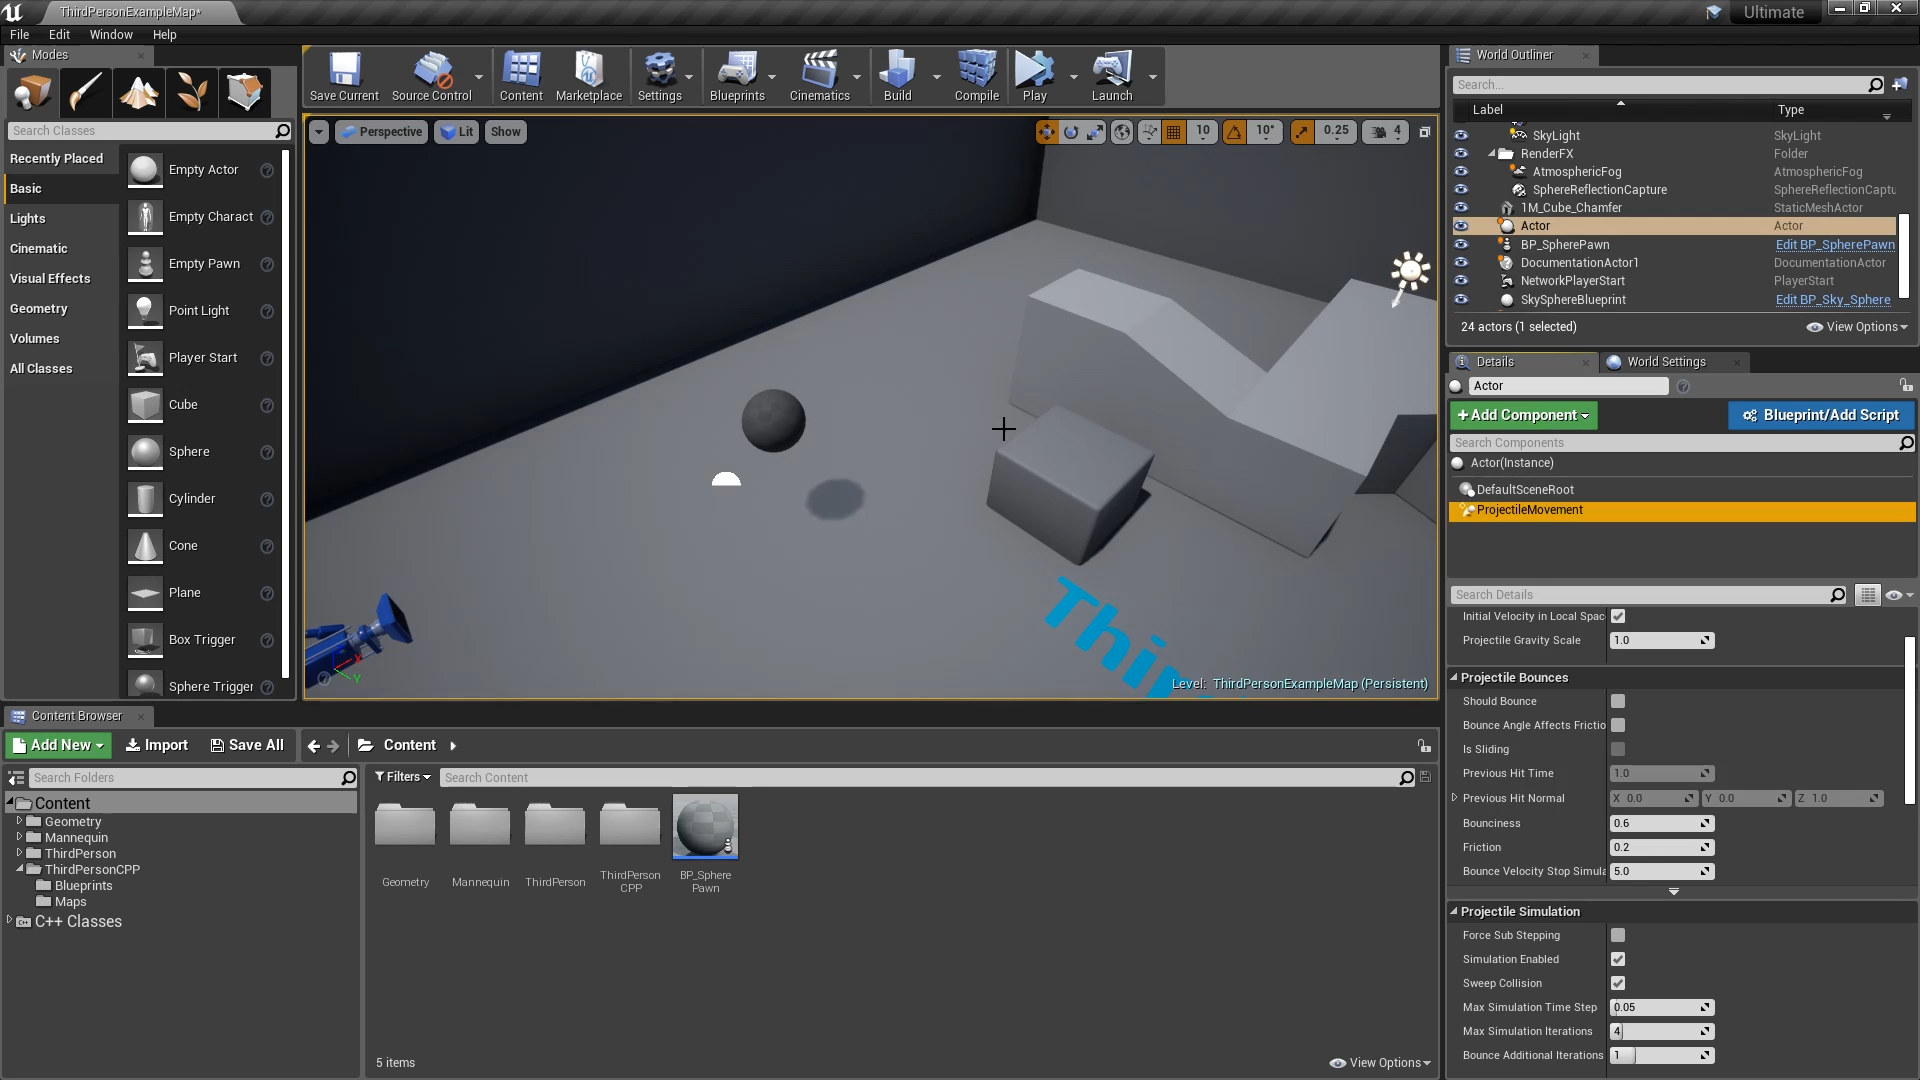 ThirdPersonExampleMap*
Ultimate
File Edit Window Help
Modes
Search Classes
Recently Placed
Basic
Lights
Cinematic
Visual Effects
Geometry
Volumes
All Classes
Empty Actor
Empty Charact
Empty Pawn
Point Light
Player Start
Cube
Sphere
Cylinder
Cone
Plane
Box Trigger
Sphere Trigger
Save Current Source Control Content Marketplace Settings Blueprints Cinematics Build Compile Play Launch
Perspective Lit Show
10 10° 0.25 4
Thir
X
Y
Level: ThirdPersonExampleMap (Persistent)
World Outliner
Search...
Label Type
SkyLight SkyLight
RenderFX Folder
AtmosphericFog AtmosphericFog
SphereReflectionCapture SphereReflectionCaptu
1M_Cube_Chamfer StaticMeshActor
Actor Actor
BP_SpherePawn Edit BP_SpherePawn
DocumentationActor1 DocumentationActor
NetworkPlayerStart PlayerStart
SkySphereBlueprint Edit BP_Sky_Sphere
24 actors (1 selected) View Options
Details World Settings
Actor
+Add Component Blueprint/Add Script
Search Components
Actor(Instance)
DefaultSceneRoot
ProjectileMovement
Search Details
Initial Velocity in Local Spac
Projectile Gravity Scale 1.0
Projectile Bounces
Should Bounce
Bounce Angle Affects Frictio
Is Sliding
Previous Hit Time 1.0
Previous Hit Normal X 0.0 Y 0.0 Z 1.0
Bounciness 0.6
Friction 0.2
Bounce Velocity Stop Simula 5.0
Projectile Simulation
Force Sub Stepping
Simulation Enabled
Sweep Collision
Max Simulation Time Step 0.05
Max Simulation Iterations 4
Bounce Additional Iterations 1
Content Browser
Add New Import Save All Content
Search Folders
Content
Geometry
Mannequin
ThirdPerson
ThirdPersonCPP
Blueprints
Maps
C++ Classes
Filters Search Content
Geometry
Mannequin
ThirdPerson
ThirdPerson
CPP
BP_Sphere
Pawn
5 items View Options